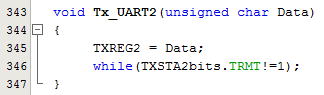 343 void Tx_UART2(unsigned char Data)
344 {
345 TXREG2 = Data;
346 while(TXSTA2bits.TRMT!=1);
347 }